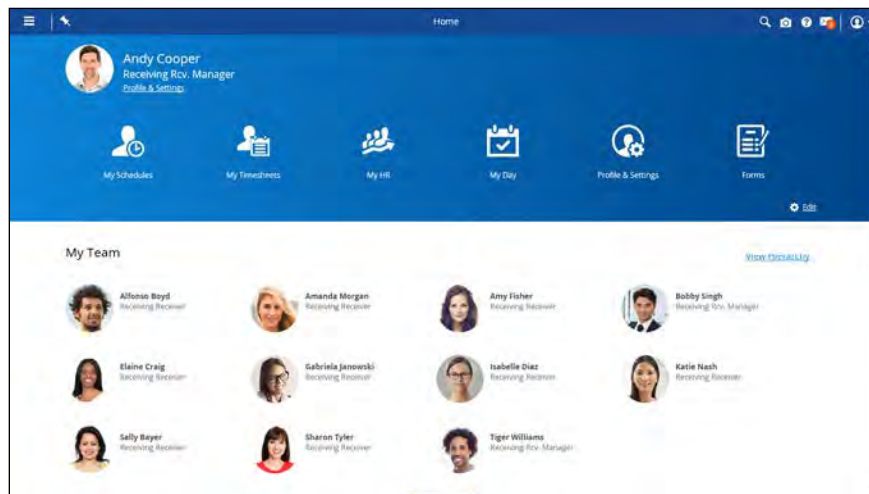 Home
Andy Cooper
Receiving Rcv. Manager
Profile & Settings
My Schedules
My Timesheets
My HR
My Day
Profile & Settings
Forms
Edit
My Team
View Hierarchy
Alfonso Boyd
Receiving Receiver
Amanda Morgan
Receiving Receiver
Amy Fisher
Receiving Receiver
Bobby Singh
Receiving Rcv. Manager
Elaine Craig
Receiving Receiver
Gabriela Janowski
Receiving Receiver
Isabelle Diaz
Receiving Receiver
Katie Nash
Receiving Receiver
Sally Bayer
Receiving Receiver
Sharon Tyler
Receiving Receiver
Tiger Williams
Receiving Rcv. Manager